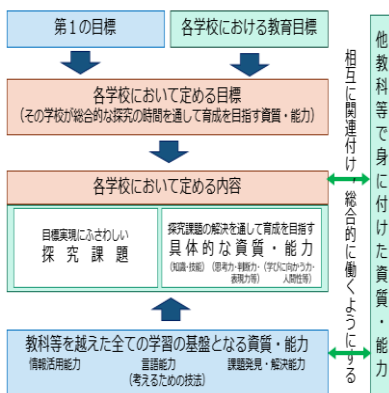 第1の目標
各学校における教育目標
各学校において定める目標
(その学校が総合的な探究の時間を通して育成を目指す資質・能力)
各学校において定める内容
目標実現にふさわしい
探究課題
探究課題の解決を通して育成を目指す
具体的な資質・能力
(知識・技能) (思考力・判断力・表現力等) (学びに向かう力・人間性等)
教科等を越えた全ての学習の基盤となる資質・能力
情報活用能力 言語能力 課題発見・解決能力
(考えるための技法)
相互に関連付け,総合的に働くようにする
他教科等で身に付けた資質・能力